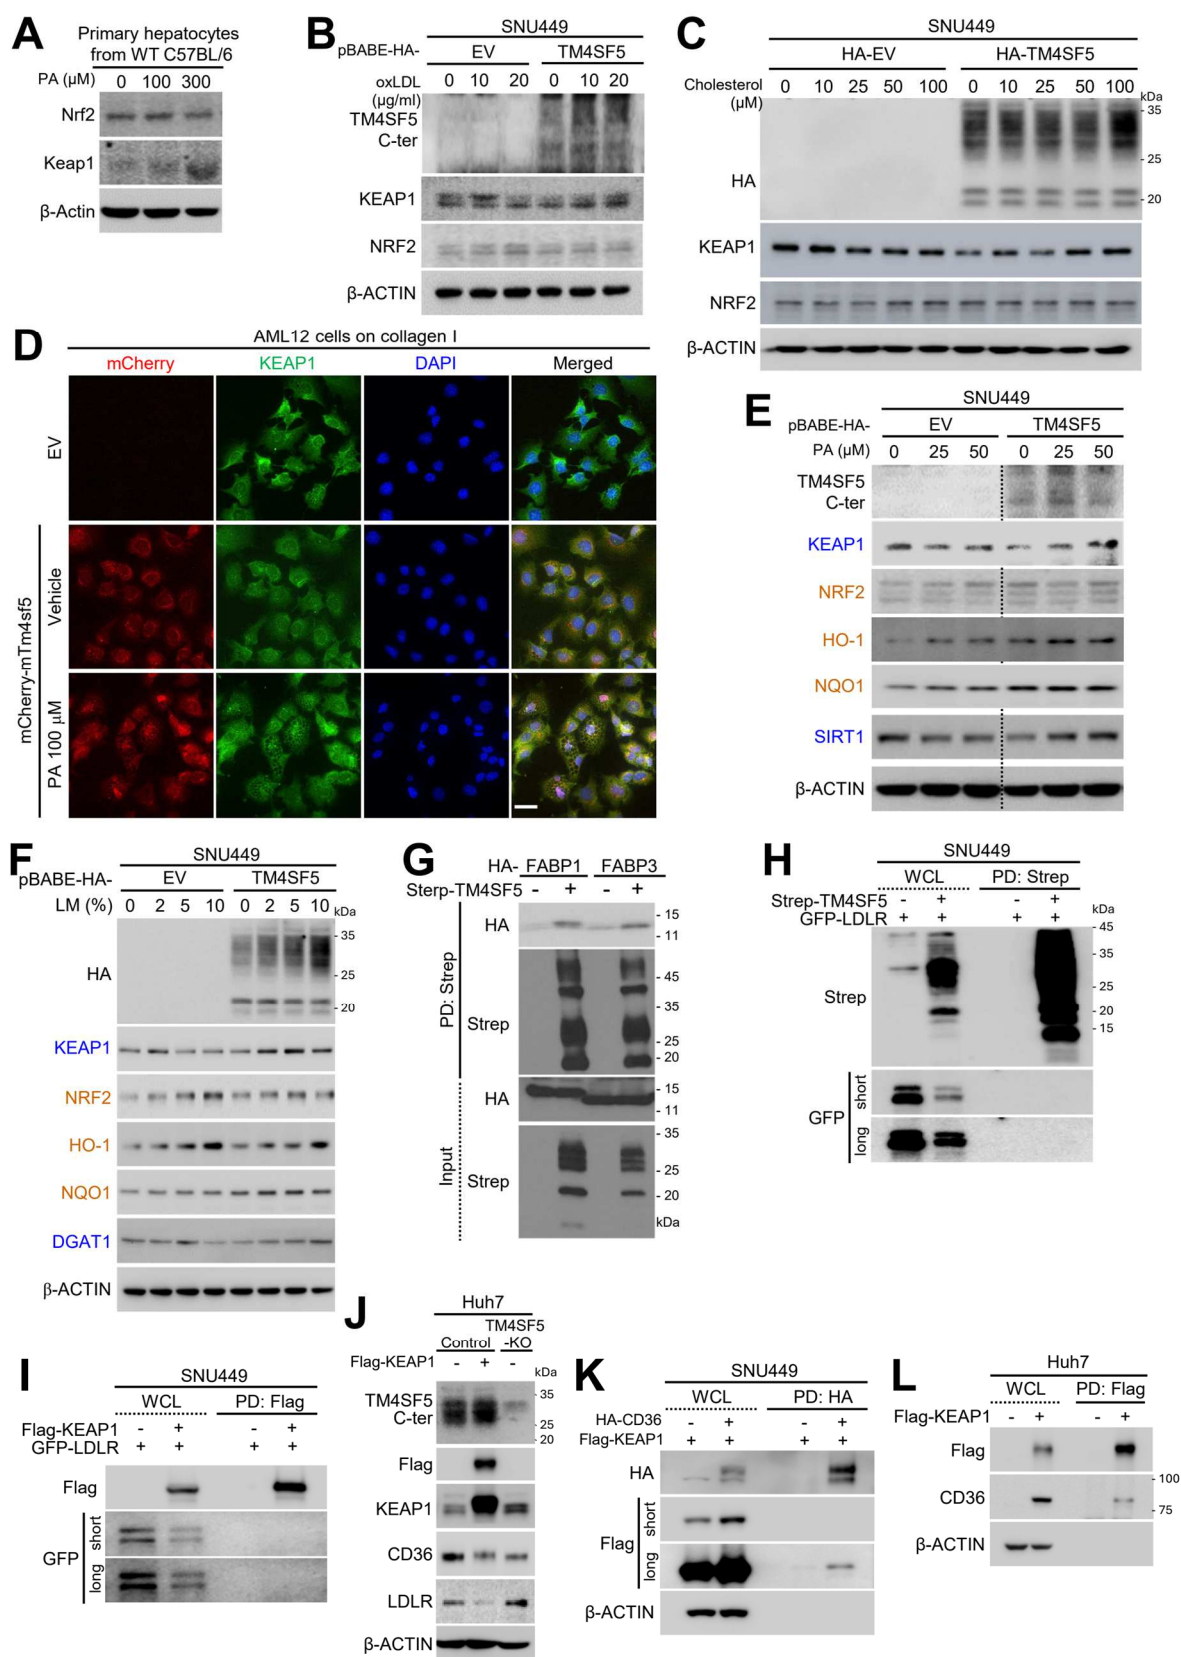 A
Primary hepatocytes
from WT C57BL/6
PA (µM) 0 100 300
Nrf2
Keap1
β-Actin
B
SNU449
pBABE-HA- EV TM4SF5
0 10 20 0 10 20
oxLDL
(µg/ml)
TM4SF5
C-ter
KEAP1
NRF2
β-ACTIN
C
SNU449
HA-EV HA-TM4SF5
Cholesterol 0 10 25 50 100 0 10 25 50 100
(µM)
kDa
- 35
- 25
HA
- 20
KEAP1
NRF2
β-ACTIN
D
AML12 cells on collagen I
mCherry KEAP1 DAPI Merged
EV
mCherry-mTm4sf5
Vehicle
PA 100 µM
E
SNU449
pBABE-HA- EV TM4SF5
PA (µM) 0 25 50 0 25 50
TM4SF5
C-ter
KEAP1
NRF2
HO-1
NQO1
SIRT1
β-ACTIN
F
SNU449
pBABE-HA- EV TM4SF5
LM (%) 0 2 5 10 0 2 5 10
kDa
- 35
HA
- 25
- 20
KEAP1
NRF2
HO-1
NQO1
DGAT1
β-ACTIN
G
HA- FABP1 FABP3
Sterp-TM4SF5 - + - +
PD: Strep
HA
- 15
- 11
- 45
- 35
Strep
- 25
- 20
Input
HA
- 15
- 11
- 35
Strep
- 25
- 20
kDa
H
SNU449
WCL PD: Strep
Strep-TM4SF5 - + - +
GFP-LDLR + + + +
kDa
- 45
- 35
Strep
- 25
- 20
- 15
GFP
short
long
I
SNU449
WCL PD: Flag
Flag-KEAP1 - + - +
GFP-LDLR + + + +
Flag
GFP
short
long
J
Huh7
TM4SF5
Control -KO
Flag-KEAP1 - + -
kDa
- 35
TM4SF5
C-ter
- 25
- 20
Flag
KEAP1
CD36
LDLR
β-ACTIN
K
SNU449
WCL PD: HA
HA-CD36 - + - +
Flag-KEAP1 + + + +
HA
Flag
short
long
β-ACTIN
L
Huh7
WCL PD: Flag
Flag-KEAP1 - + - +
Flag
- 100
CD36
- 75
β-ACTIN